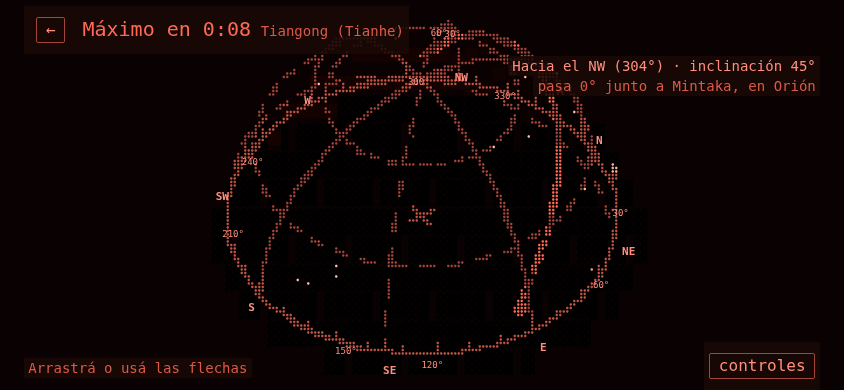 ← Máximo en 0:08 Tiangong (Tianhe)
60° 30°
Hacia el NW (304°) · inclinación 45°
300° NW
pasa 0° junto a Mintaka, en Orión
330°
W
N
240°
SW
30°
210°
NE
60°
S
150° E
120°
SE
Arrastrá o usá las flechas
controles